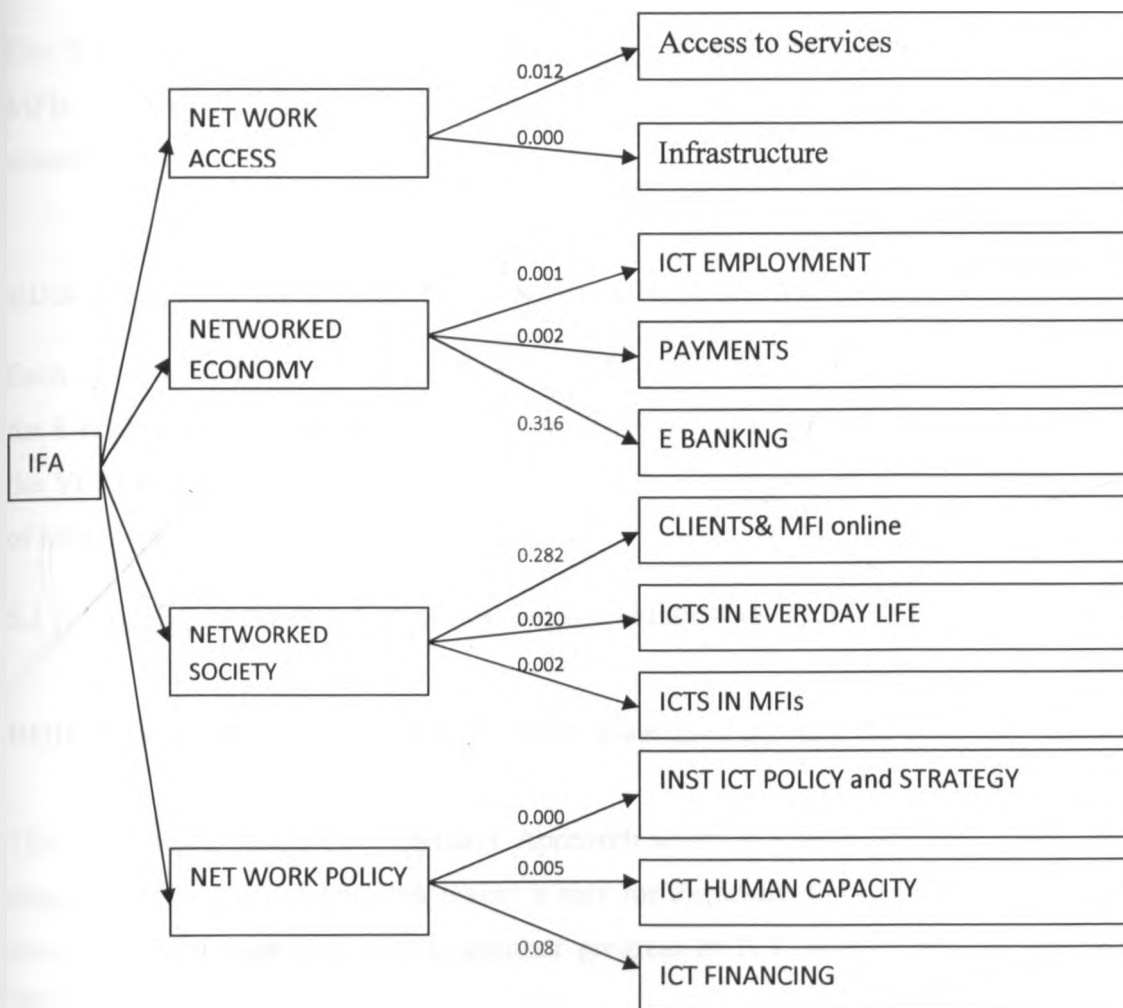 Access to Services
0.012
NET WORK
ACCESS
0.000
Infrastructure
ICT EMPLOYMENT
0.001
NETWORKED
ECONOMY
0.002
PAYMENTS
0.316
E BANKING
IFA
CLIENTS& MFI online
0.282
ICTS IN EVERYDAY LIFE
0.020
NETWORKED
SOCIETY
0.002
ICTS IN MFIs
INST ICT POLICY and STRATEGY
0.000
NET WORK POLICY
0.005
ICT HUMAN CAPACITY
0.08
ICT FINANCING